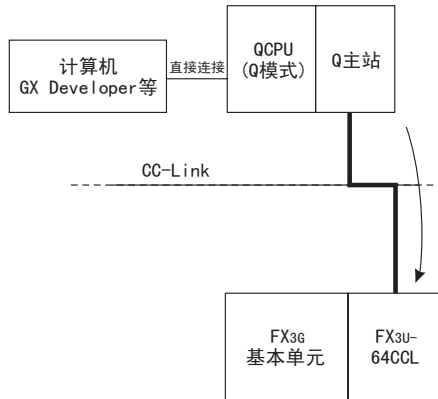 计算机
GX Developer等
直接连接
QCPU
(Q模式)
Q主站
CC-Link
FX3G
基本单元
FX3U-
64CCL